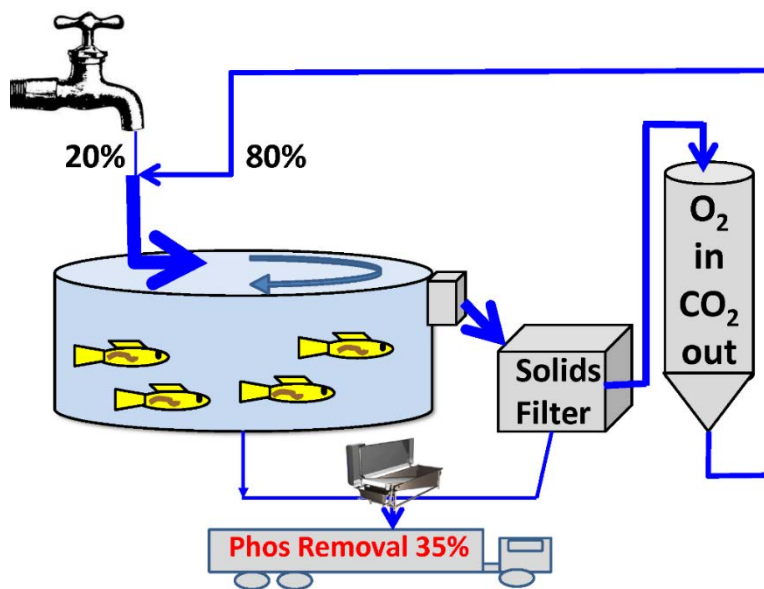 20%
80%
O₂
in
CO₂
out
Solids
Filter
Phos Removal 35%